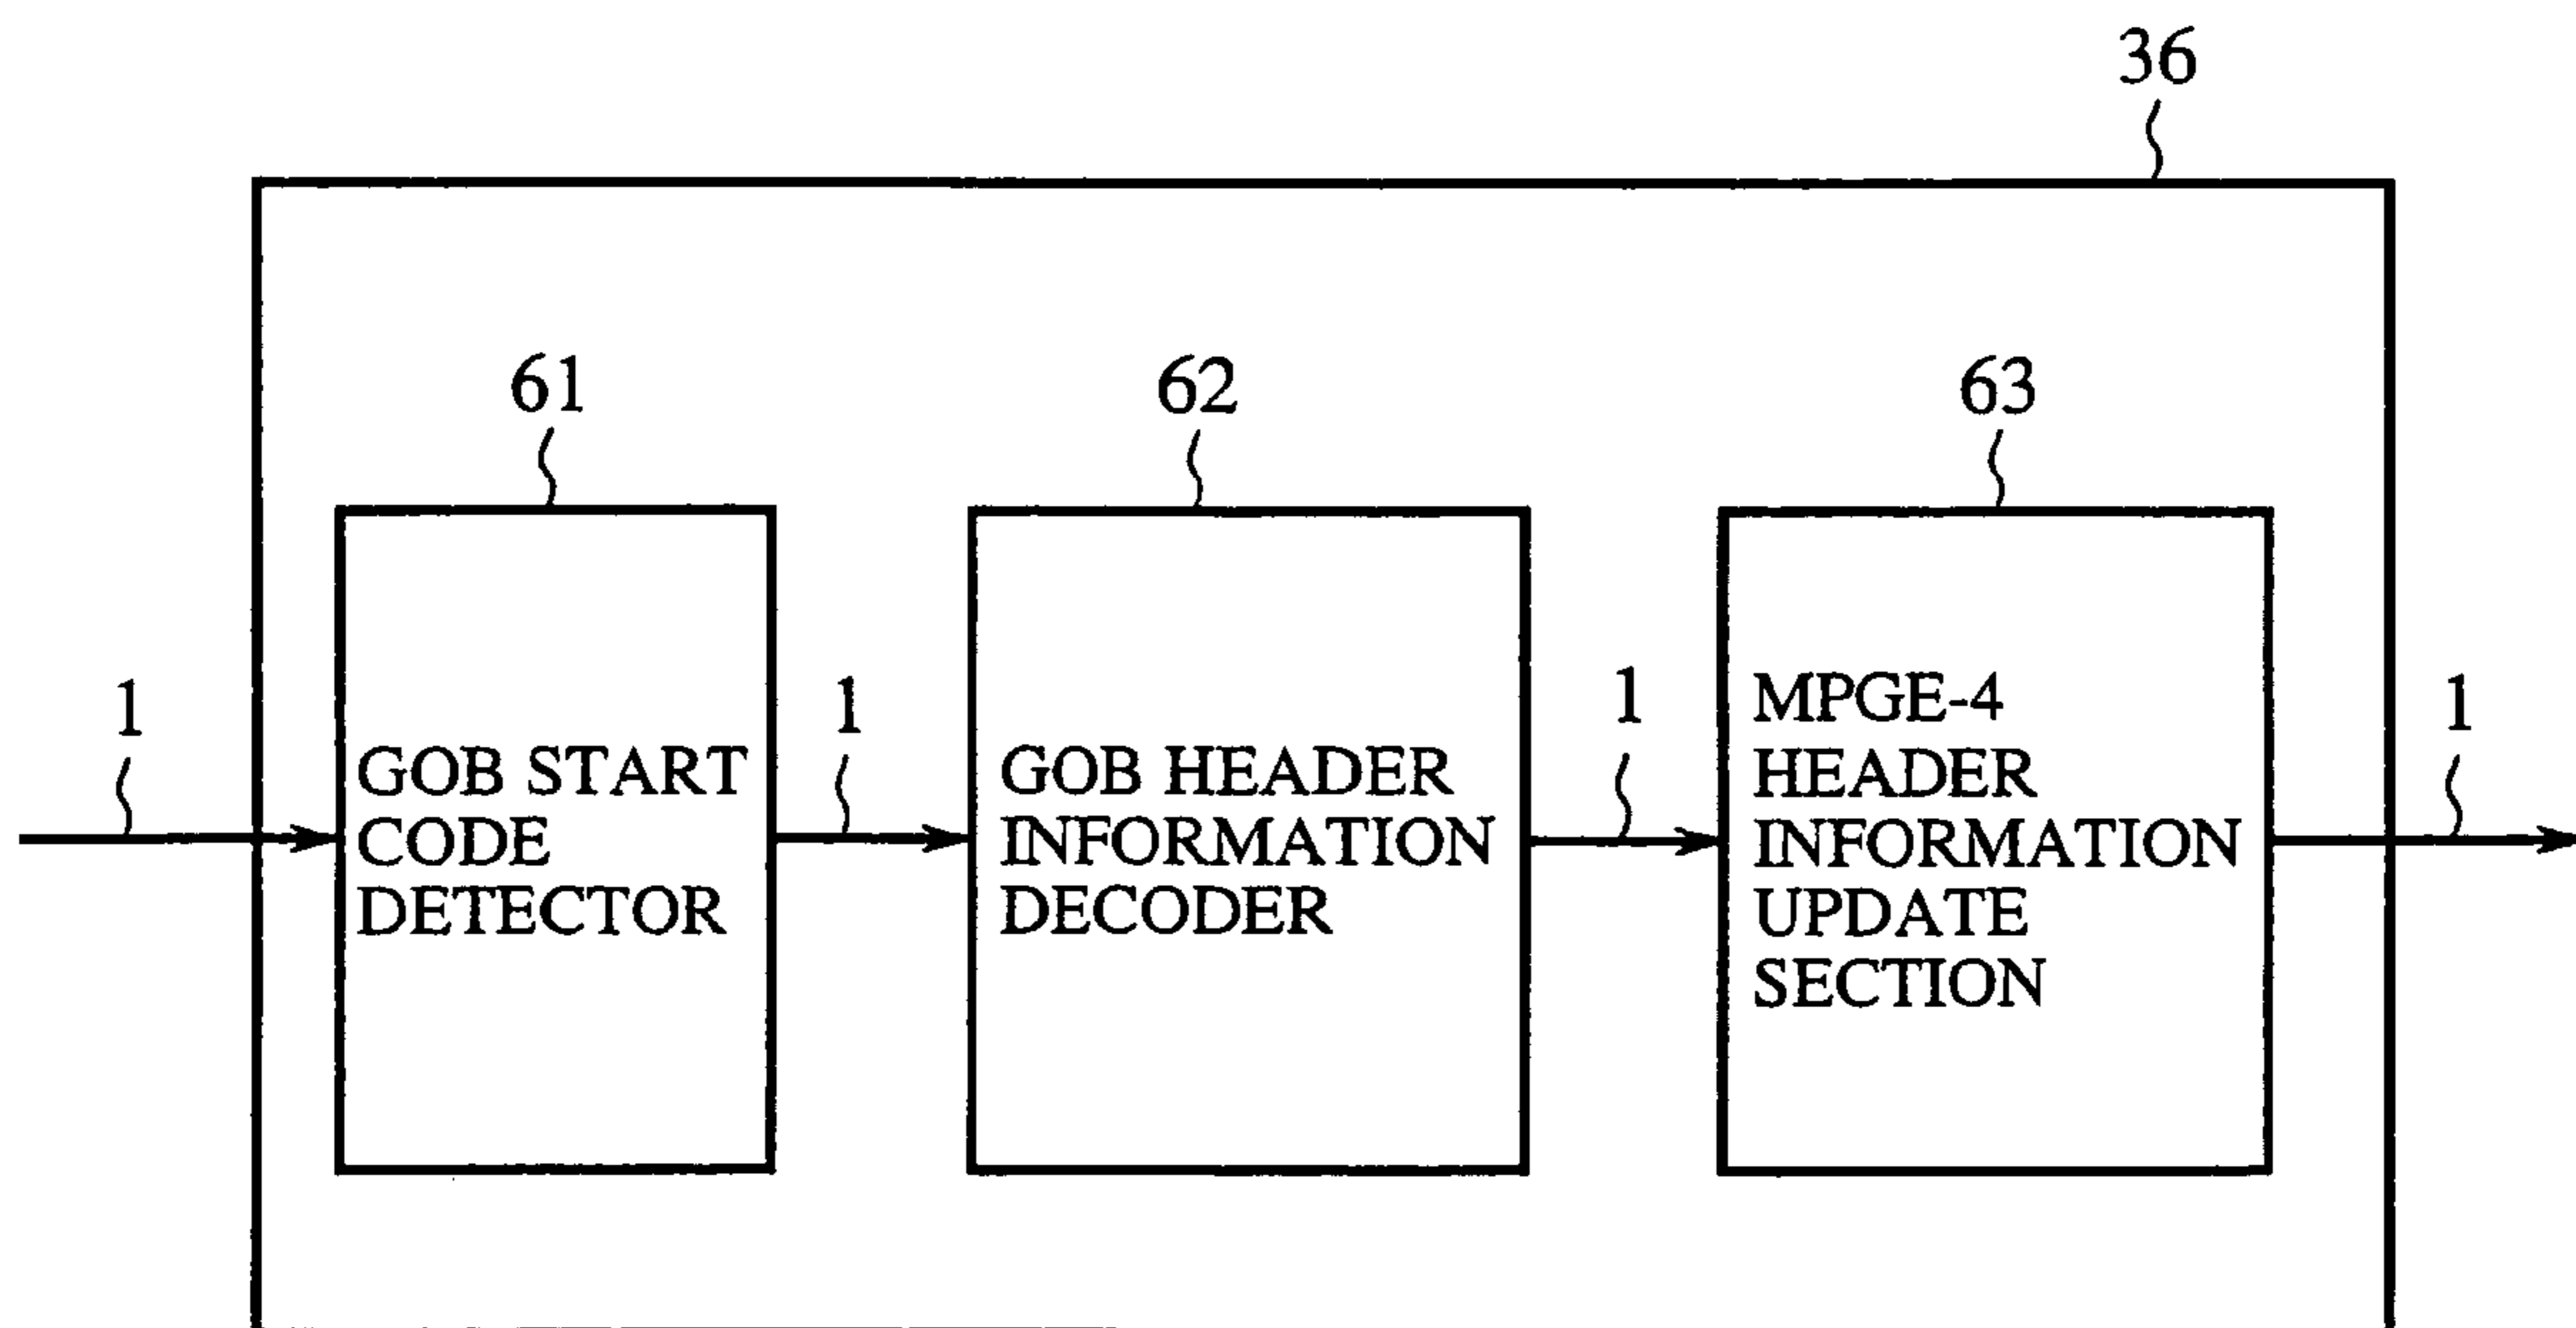 36
61
62
63
1
GOB START
CODE
DETECTOR
1
GOB HEADER
INFORMATION
DECODER
1
MPGE-4
HEADER
INFORMATION
UPDATE
SECTION
1